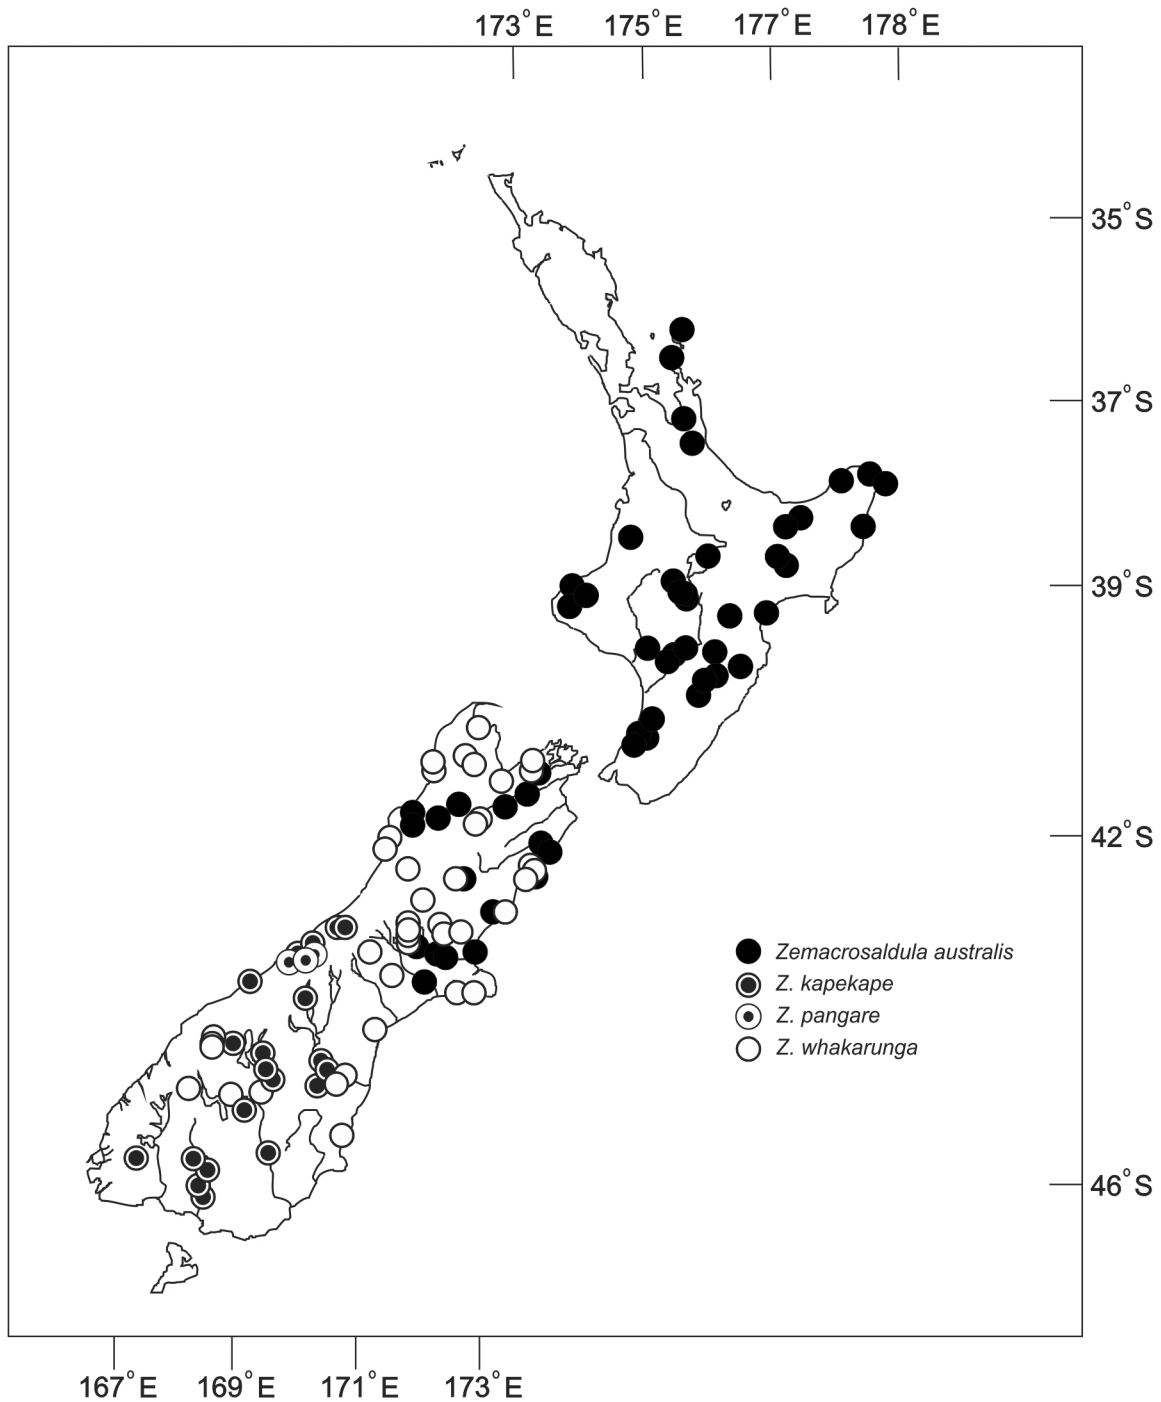 173°E 175°E 177°E 178°E
35°S
37°S
39°S
42°S
Zemacrosaldula australis
Z. kapekape
Z. pangare
Z. whakarunga
46°S
167°E 169°E 171°E 173°E